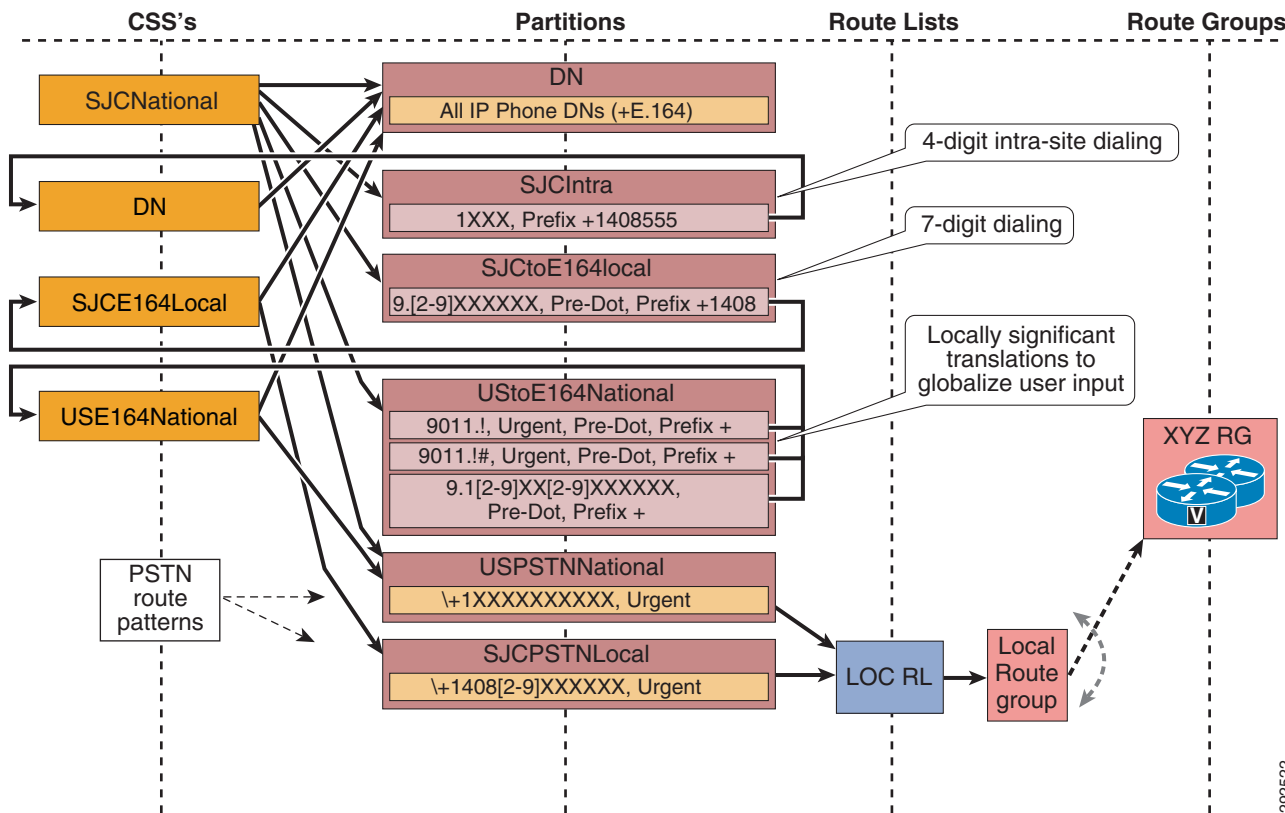 CSS's
Partitions
Route Lists
Route Groups
SJCNational
DN
All IP Phone DNs (+E.164)
4-digit intra-site dialing
DN
SJCIntra
1XXX, Prefix +1408555
7-digit dialing
SJCE164Local
SJCtoE164local
9.[2-9]XXXXXX, Pre-Dot, Prefix +1408
Locally significant
translations to
globalize user input
USE164National
UStoE164National
9011.!, Urgent, Pre-Dot, Prefix +
9011.!#, Urgent, Pre-Dot, Prefix +
9.1[2-9]XX[2-9]XXXXXX,
Pre-Dot, Prefix +
XYZ RG
V
PSTN
route
patterns
USPSTNNational
\+1XXXXXXXXXX, Urgent
SJCPSTNLocal
\+1408[2-9]XXXXXX, Urgent
LOC RL
Local
Route
group